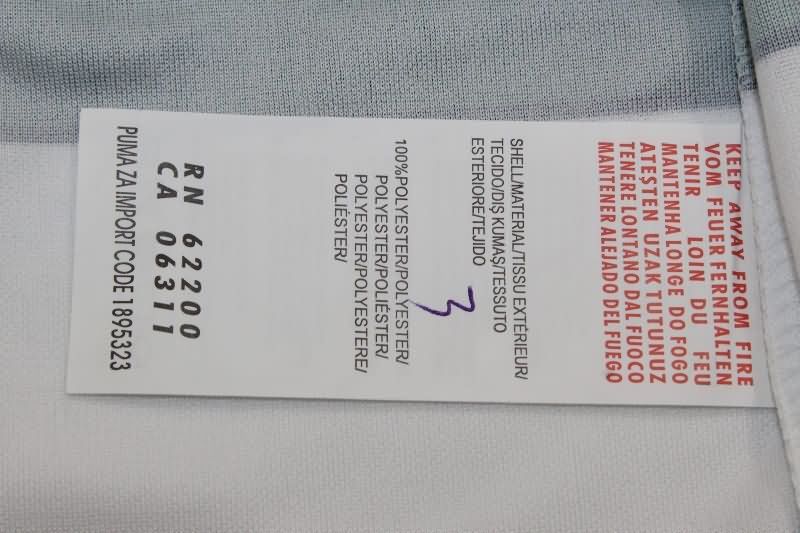 KEEP AWAY FROM FIRE
VOM FEUER FERNHALTEN
TENIR LOIN DU FEU
MANTENHA LONGE DO FOGO
ATEŞTEN UZAK TUTUNUZ
TENERE LONTANO DAL FUOCO
MANTENER ALEJADO DEL FUEGO
SHELL/MATERIAL/TISSU EXTÉRIEUR/
TECIDO/DIŞ KUMAŞ/TESSUTO
ESTERIORE/TEJIDO
3
100%POLYESTER/POLYESTER/
POLYESTER/POLIÉSTER/
POLYESTER/POLYESTERE/
POLIÉSTER/
RN 62200
CA 06311
PUMA ZA IMPORT CODE 1895323